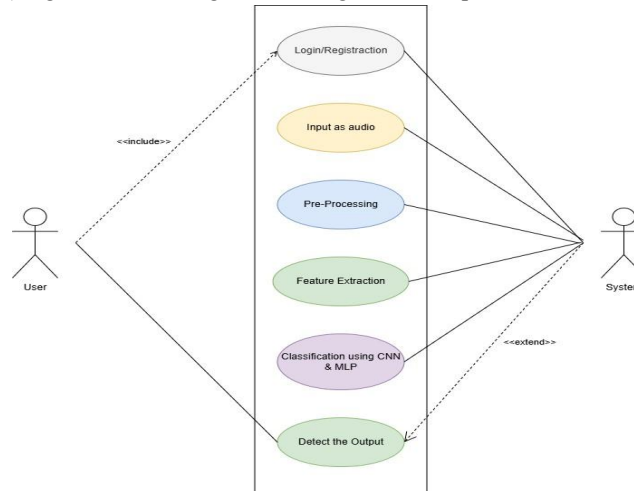 Login/Registraction
Input as audio
<<include>>
Pre-Processing
User
System
Feature Extraction
Classification using CNN
& MLP
<<extend>>
Detect the Output